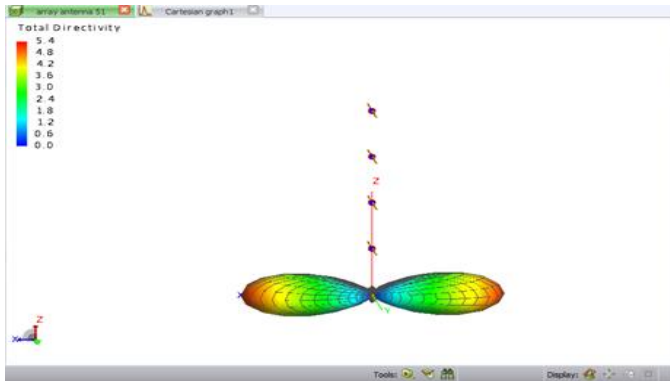 array antenna 51 Cartesian graph1
Total Directivity
5.4
4.8
4.2
3.6
3.0
2.4
1.8
1.2
0.6
0.0
Z
X
Y
Z
X
Tools: Display: